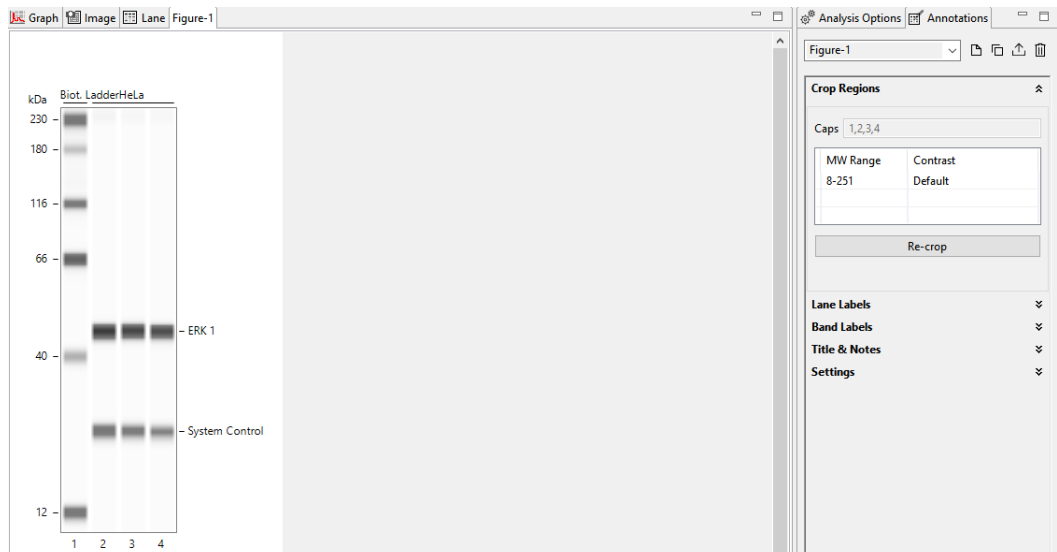 Graph Image Lane Figure-1
Analysis Options Annotations
Figure-1
Crop Regions
Caps 1,2,3,4
MW Range Contrast
8-251 Default
Re-crop
Lane Labels
Band Labels
Title & Notes
Settings
kDa Biot. Ladder HeLa
230
180
116
66
ERK 1
40
System Control
12
1 2 3 4